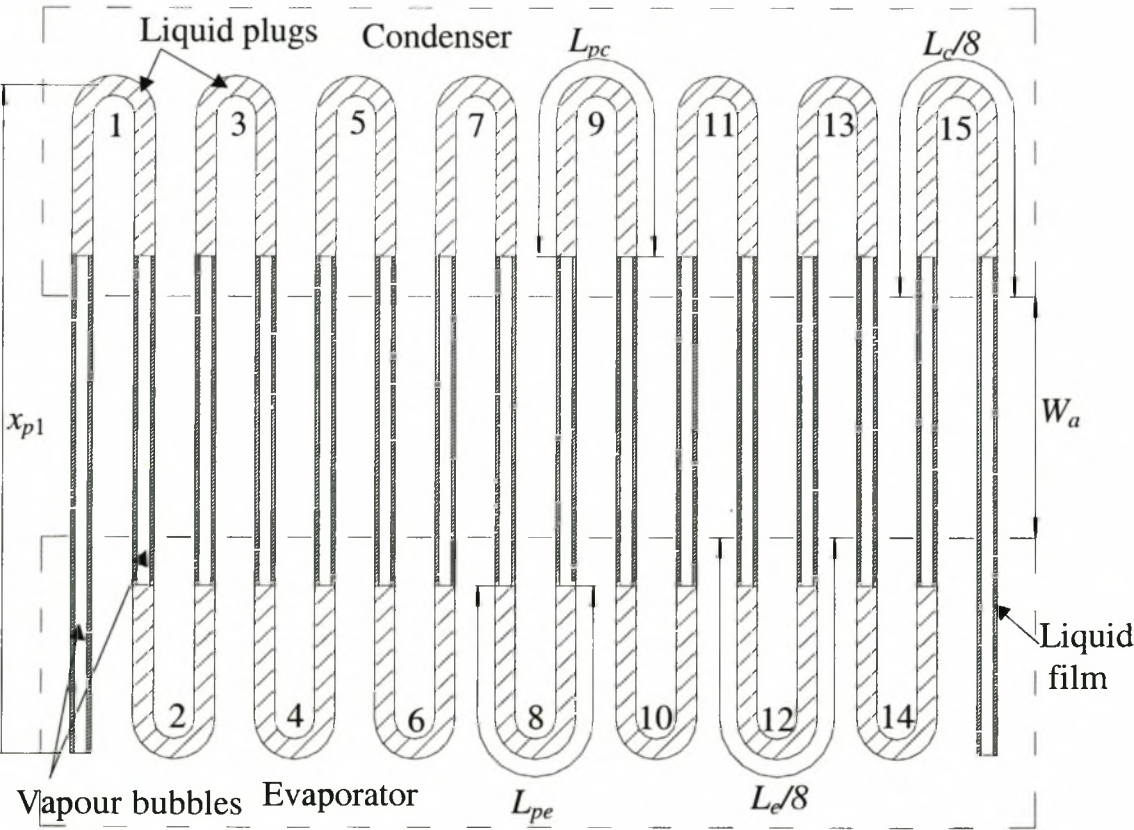 Liquid plugs
Condenser
L_pc
L_c/8
1
3
5
7
9
11
13
15
x_p1
W_a
Liquid
film
2
4
6
8
10
12
14
Vapour bubbles
Evaporator
L_pe
L_e/8